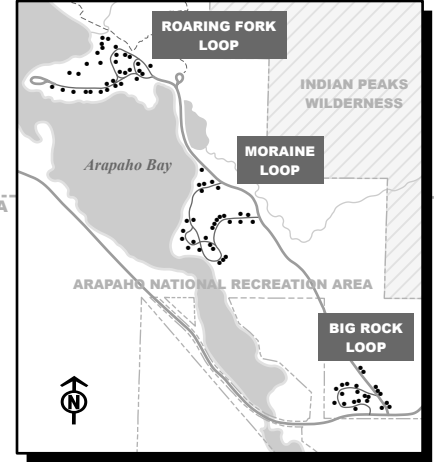 ROARING FORK
LOOP
INDIAN PEAKS
WILDERNESS
MORAINE
LOOP
Arapaho Bay
A
ARAPAHO NATIONAL RECREATION AREA
BIG ROCK
LOOP
N